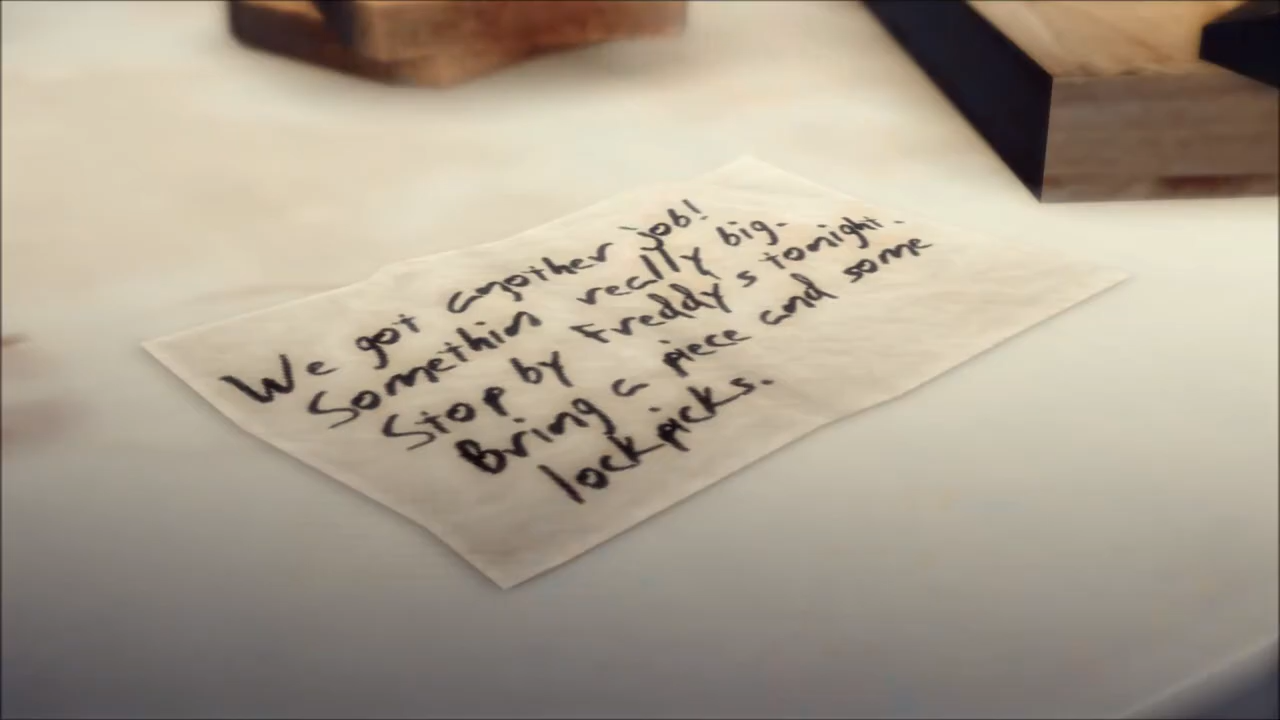 We got another job!
Somethin really big.
Stop by Freddy s tonight.
Bring a piece and some
lockpicks.